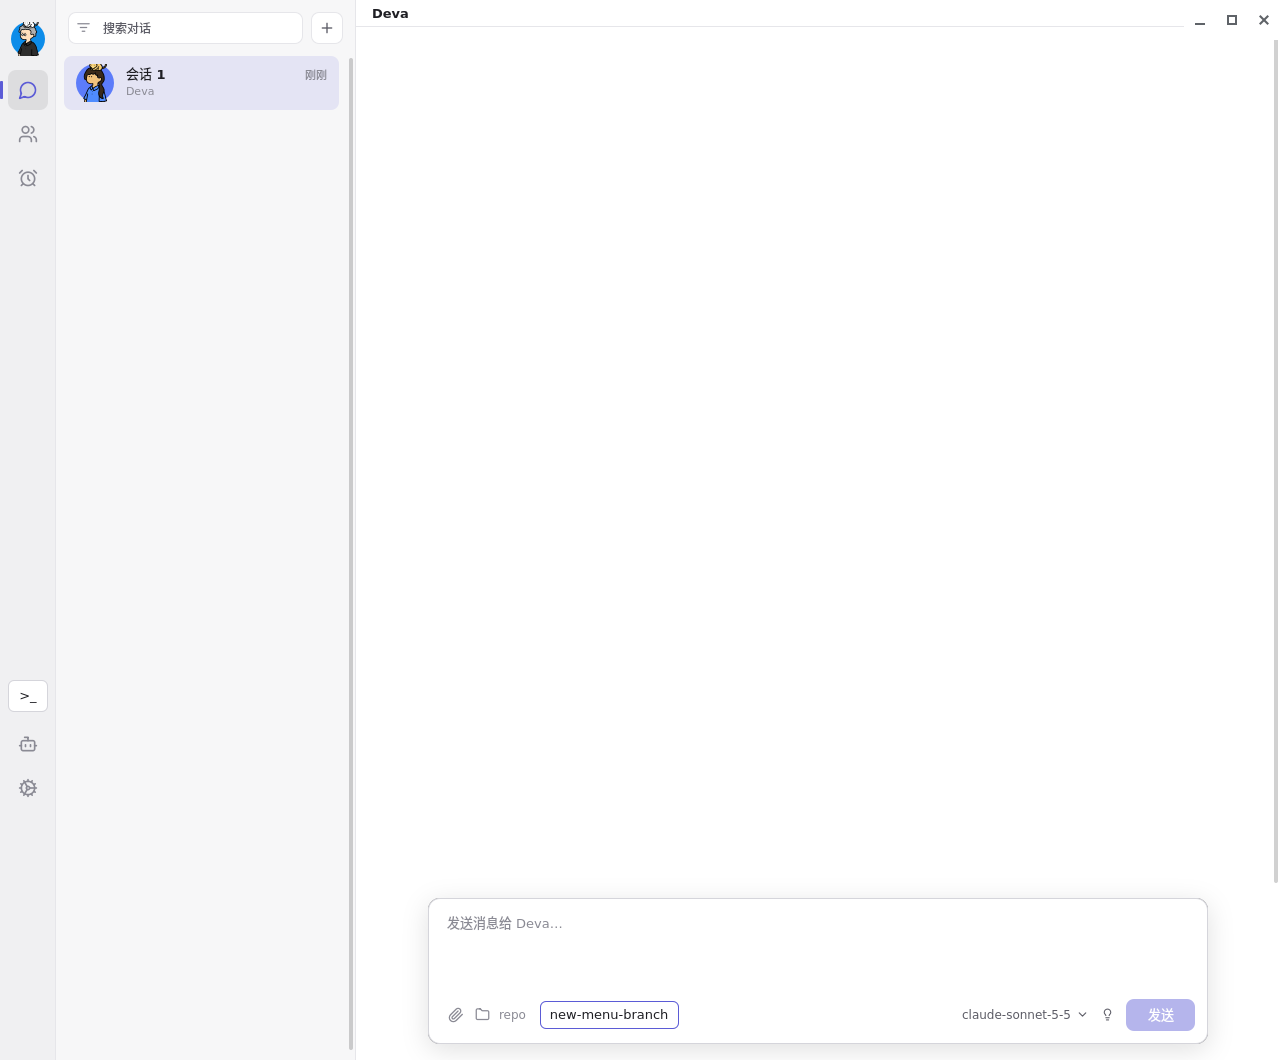 搜索对话
会话 1
刚刚
Deva
>_
Deva
发送消息给 Deva...
repo
new-menu-branch
claude-sonnet-5-5
发送